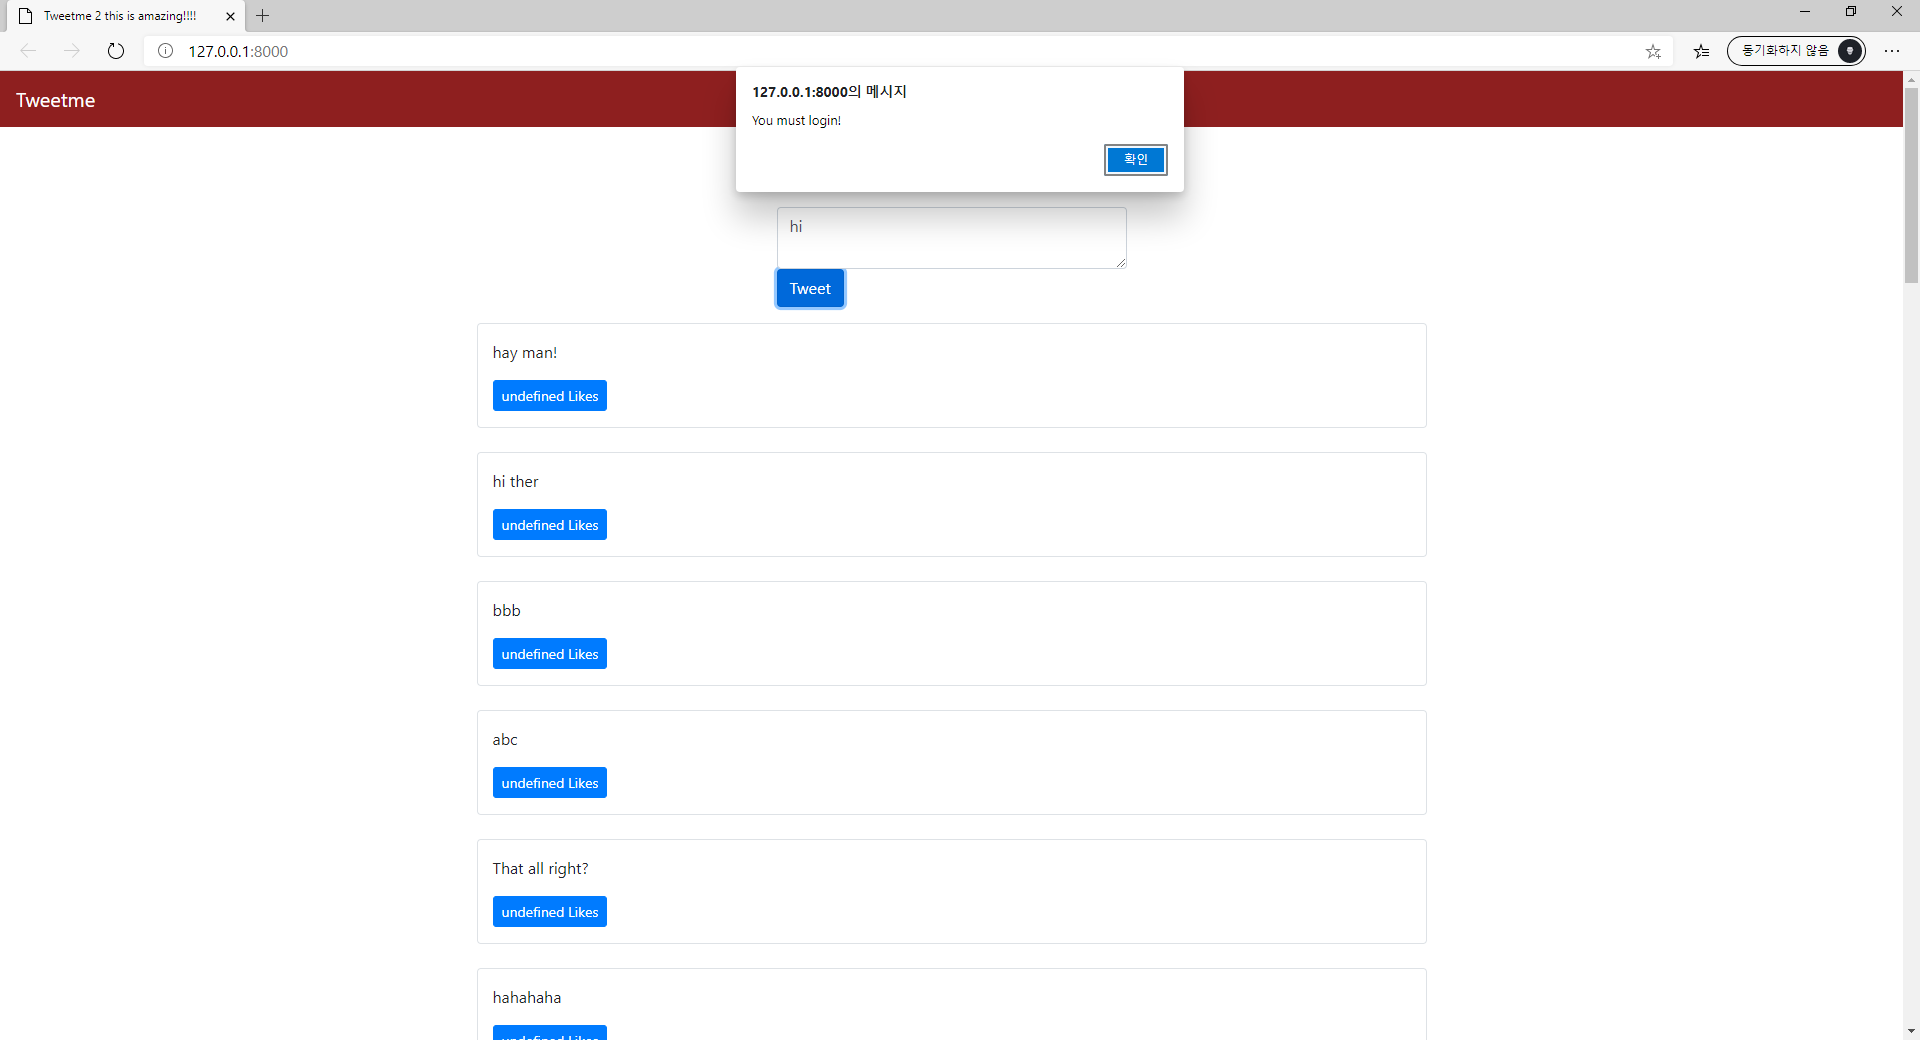 Tweetme 2 this is amazing!!!!
127.0.0.1:8000
동기화하지 않음
Tweetme
127.0.0.1:8000의 메시지
You must login!
확인
hi
Tweet
hay man!
undefined Likes
hi ther
undefined Likes
bbb
undefined Likes
abc
undefined Likes
That all right?
undefined Likes
hahahaha
undefined Likes